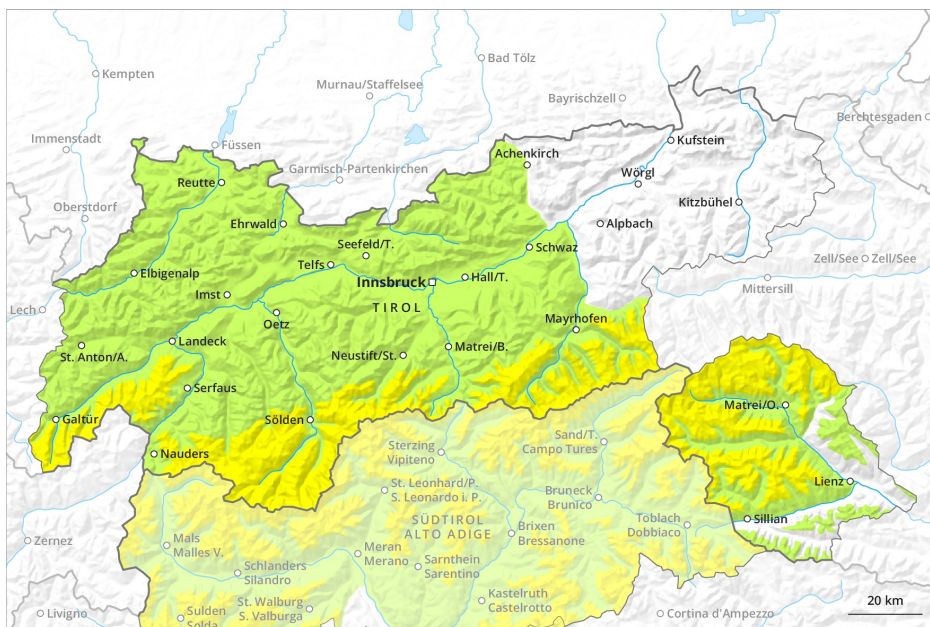 Kempten
Bad Tölz
Murnau/Staffelsee
Bayrischzell
Berchtesgaden
Immenstadt
Füssen
Kufstein
Achenkirch
Garmisch-Partenkirchen
Wörgl
Reutte
Oberstdorf
Kitzbühel
Ehrwald
Alpbach
Seefeld/T.
Schwaz
Zell/See
Zell/See
Telfs
Elbigenalp
Innsbruck
Hall/T.
Mittersill
Imst
Lech
TIROL
Oetz
Mayrhofen
Landeck
Matrei/B.
St. Anton/A.
Neustift/St.
Serfaus
Matrei/O.
Galtür
Sölden
Sand/T.
Campo Tures
Sterzing
Vipiteno
Nauders
Lienz
St. Leonhard/P.
S. Leonardo i. P.
Bruneck
Brunico
SÜDTIROL
ALTO ADIGE
Sillian
Toblach
Dobbiaco
Brixen
Bressanone
Zernez
Mals
Malles V.
Meran
Merano
Sarnthein
Sarentino
Schlanders
Silandro
Kastelruth
Castelrotto
St. Walburg
S. Valburga
20 km
Livigno
Sulden
Solda
Cortina d'Ampezzo